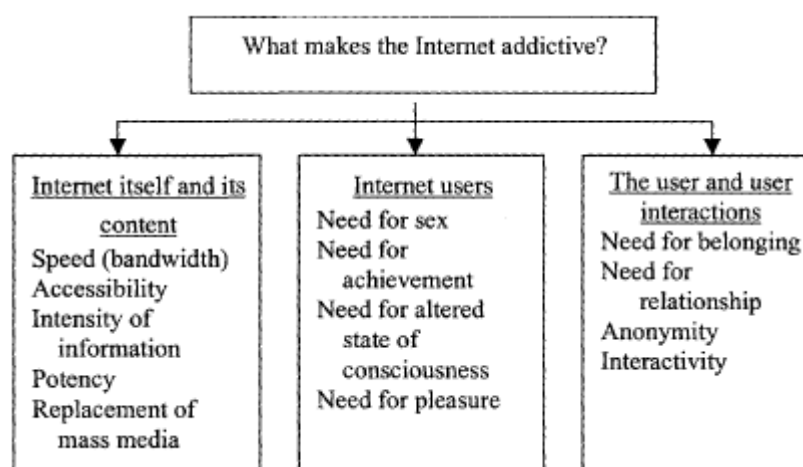 What makes the Internet addictive?
Internet itself and its
content
Speed (bandwidth)
Accessibility
Intensity of
information
Potency
Replacement of
mass media
Internet users
Need for sex
Need for
achievement
Need for altered
state of
consciousness
Need for pleasure
The user and user
interactions
Need for belonging
Need for
relationship
Anonymity
Interactivity